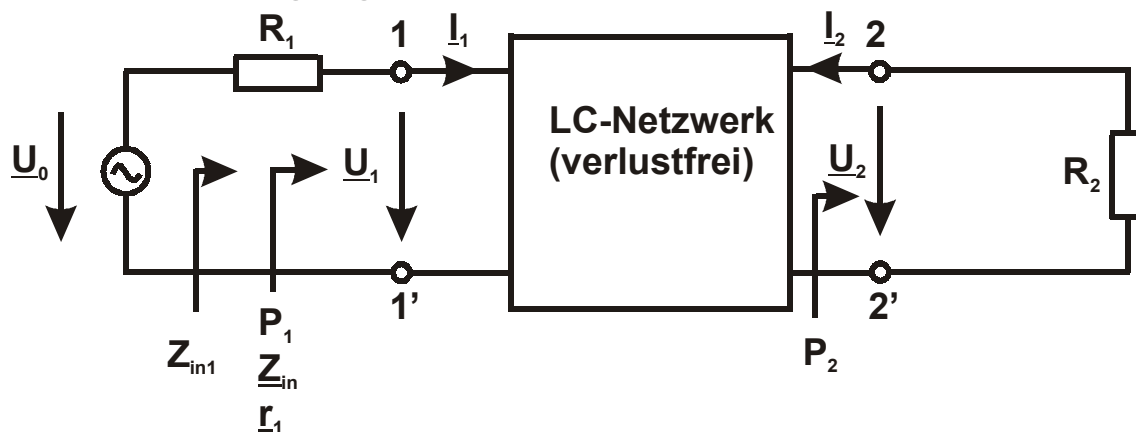 R₁
1
I₁
I₂
2
LC-Netzwerk
(verlustfrei)
U₀
U₁
U₂
R₂
1’
2’
Zᵢₙ₁
P₁
Zᵢₙ
r₁
P₂